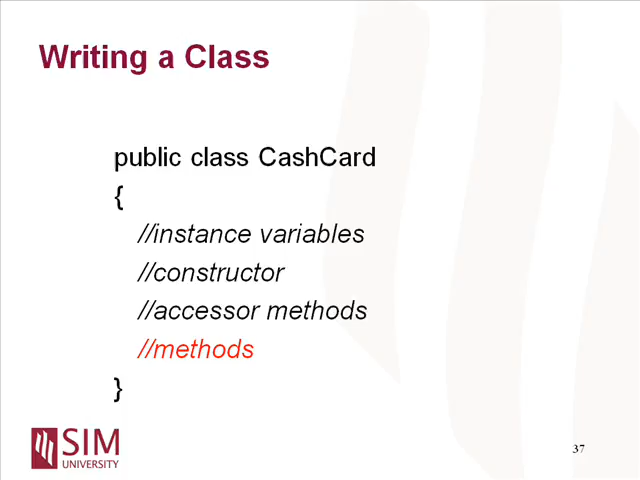 Writing a Class
public class CashCard
{
//instance variables
//constructor
//accessor methods
//methods
}
SIM
UNIVERSITY
37